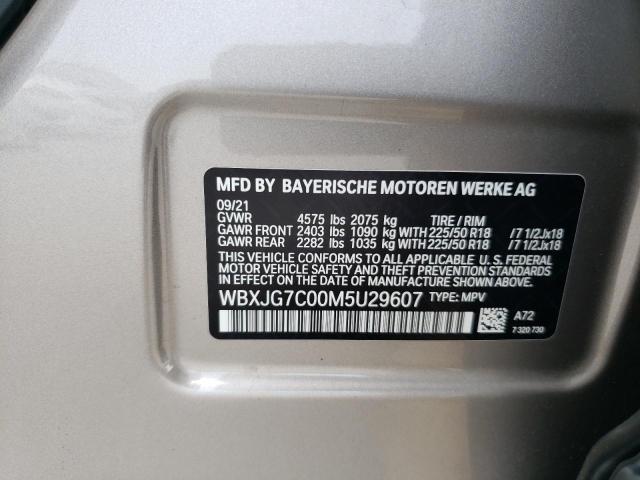 MFD BY BAYERISCHE MOTOREN WERKE AG
09/21
GVWR 4575 lbs 2075 kg TIRE / RIM
GAWR FRONT 2403 lbs 1090 kg WITH 225/50 R18 /7 1/2Jx18
GAWR REAR 2282 lbs 1035 kg WITH 225/50 R18 /7 1/2Jx18
THIS VEHICLE CONFORMS TO ALL APPLICABLE U. S. FEDERAL
MOTOR VEHICLE SAFETY, BUMPER,
AND THEFT PREVENTION STANDARDS
IN EFFECT ON THE DATE OF MANUFACTURE SHOWN ABOVE.
WBXJG7C00M5U29607 TYPE: MPV
A72
7 320 730